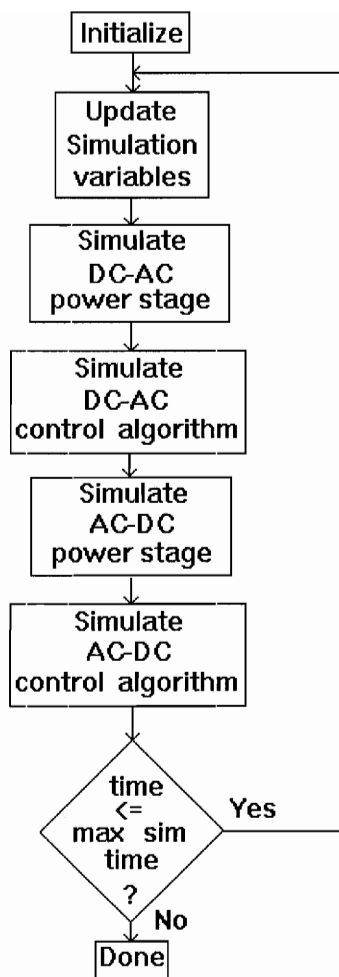 Initialize
Update
Simulation
variables
Simulate
DC-AC
power stage
Simulate
DC-AC
control algorithm
Simulate
AC-DC
power stage
Simulate
AC-DC
control algorithm
time
<=
max sim
time
?
Yes
No
Done